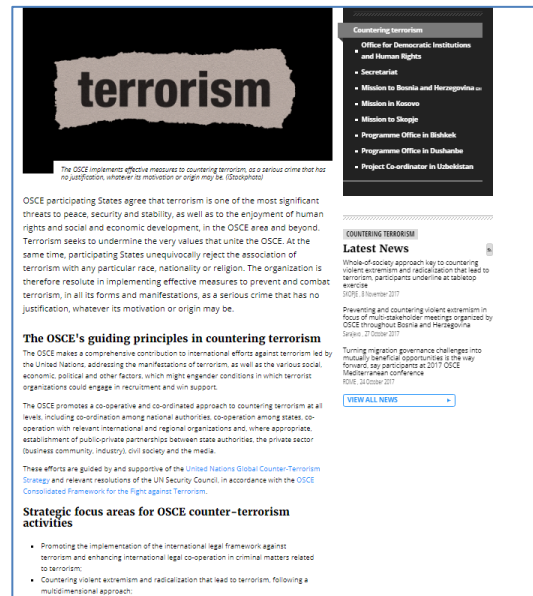 terrorism
The OSCE implements effective measures to countering terrorism, as a serious crime that has
no justification, whatever its motivation or origin may be. (iStockphoto)
OSCE participating States agree that terrorism is one of the most significant
threats to peace, security and stability, as well as to the enjoyment of human
rights and social and economic development, in the OSCE area and beyond.
Terrorism seeks to undermine the very values that unite the OSCE. At the
same time, participating States unequivocally reject the association of
terrorism with any particular race, nationality or religion. The organization is
therefore resolute in implementing effective measures to prevent and combat
terrorism, in all its forms and manifestations, as a serious crime that has no
justification, whatever its motivation or origin may be.
The OSCE's guiding principles in countering terrorism
The OSCE makes a comprehensive contribution to international efforts against terrorism led by
the United Nations, addressing the manifestations of terrorism, as well as the various social,
economic, political and other factors, which might engender conditions in which terrorist
organizations could engage in recruitment and win support.
The OSCE promotes a co-operative and co-ordinated approach to countering terrorism at all
levels, including co-ordination among national authorities, co-operation among states, co-
operation with relevant international and regional organizations and, where appropriate,
establishment of public-private partnerships between state authorities, the private sector
(business community, industry), civil society and the media.
These efforts are guided by and supportive of the United Nations Global Counter-Terrorism
Strategy and relevant resolutions of the UN Security Council, in accordance with the OSCE
Consolidated Framework for the Fight against Terrorism.
Strategic focus areas for OSCE counter-terrorism
activities
Promoting the implementation of the international legal framework against
terrorism and enhancing international legal co-operation in criminal matters related
to terrorism;
Countering violent extremism and radicalization that lead to terrorism, following a
multidimensional approach;
Countering terrorism
Office for Democratic Institutions
and Human Rights
Secretariat
Mission to Bosnia and Herzegovina
Mission in Kosovo
Mission to Skopje
Programme Office in Bishkek
Programme Office in Dushanbe
Project Co-ordinator in Uzbekistan
COUNTERING TERRORISM
Latest News
Whole-of-society approach key to countering
violent extremism and radicalization that lead to
terrorism, participants underline at tabletop
exercise
SKOPJE, 8 November 2017
Preventing and countering violent extremism in
focus of multi-stakeholder meetings organized by
OSCE throughout Bosnia and Herzegovina
Sarajevo, 27 October 2017
Turning migration governance challenges into
mutually beneficial opportunities is the way
forward, say participants at 2017 OSCE
Mediterranean conference
ROME, 24 October 2017
VIEW ALL NEWS